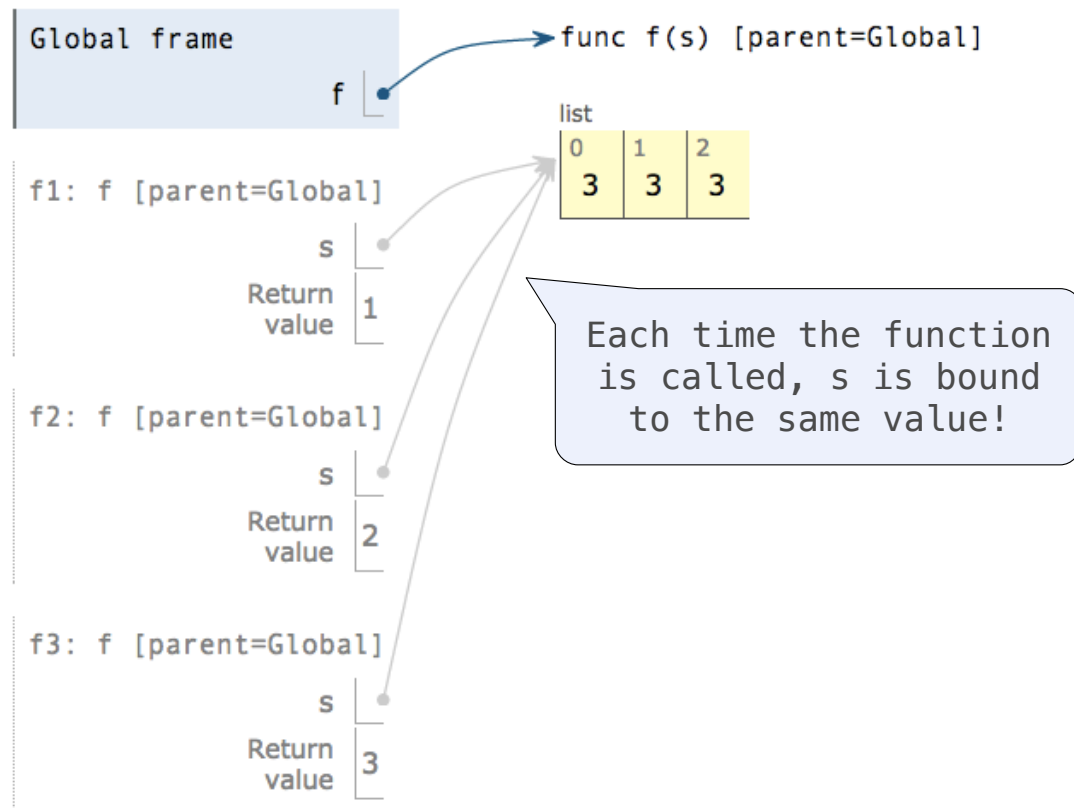 Global frame
f
func f(s) [parent=Global]
list
0 1 2
3 3 3
f1: f [parent=Global]
s
Return
value 1
Each time the function
is called, s is bound
to the same value!
f2: f [parent=Global]
s
Return
value 2
f3: f [parent=Global]
s
Return
value 3